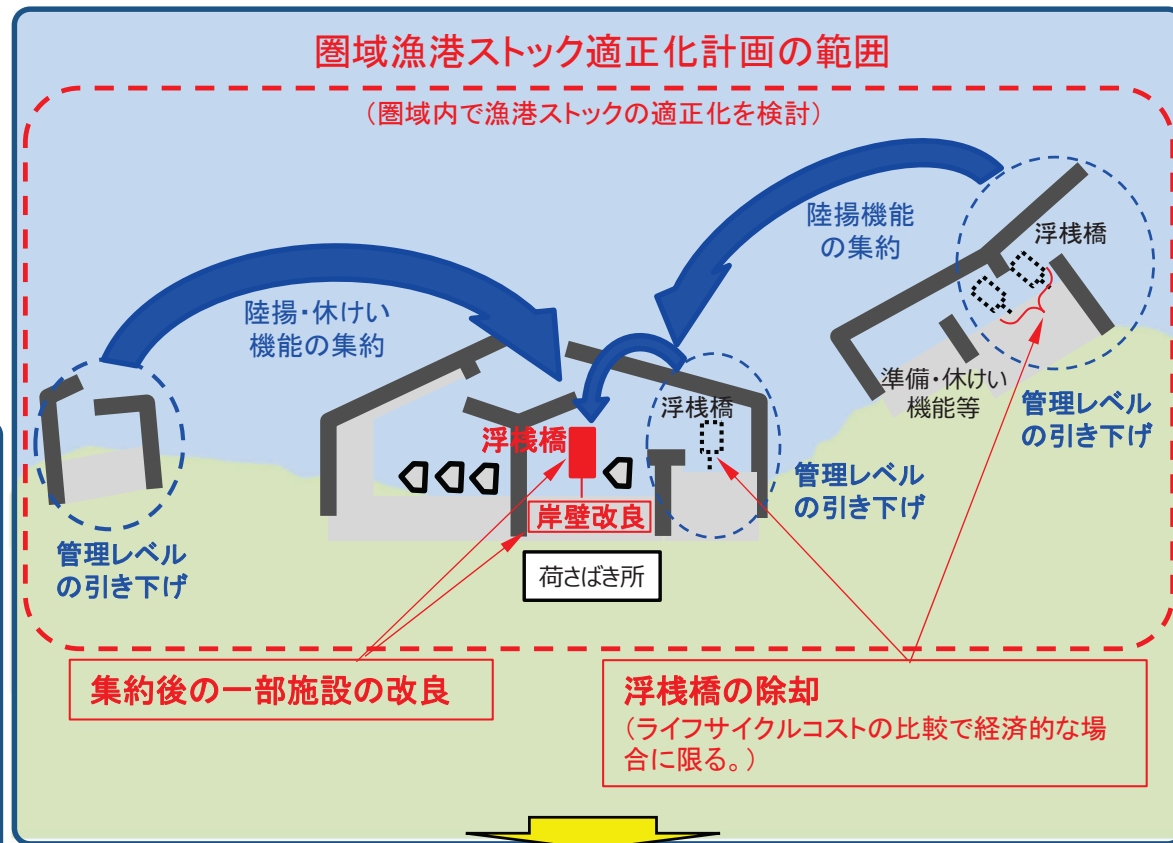 圏域漁港ストック適正化計画の範囲
(圏域内で漁港ストックの適正化を検討)
陸揚機能
の集約
浮桟橋
陸揚・休けい
機能の集約
準備・休けい
機能等
管理レベル
の引き下げ
浮桟橋
浮桟橋
管理レベル
の引き下げ
岸壁改良
管理レベル
の引き下げ
荷さばき所
集約後の一部施設の改良
浮桟橋の除却
(ライフサイクルコストの比較で経済的な場
合に限る。)